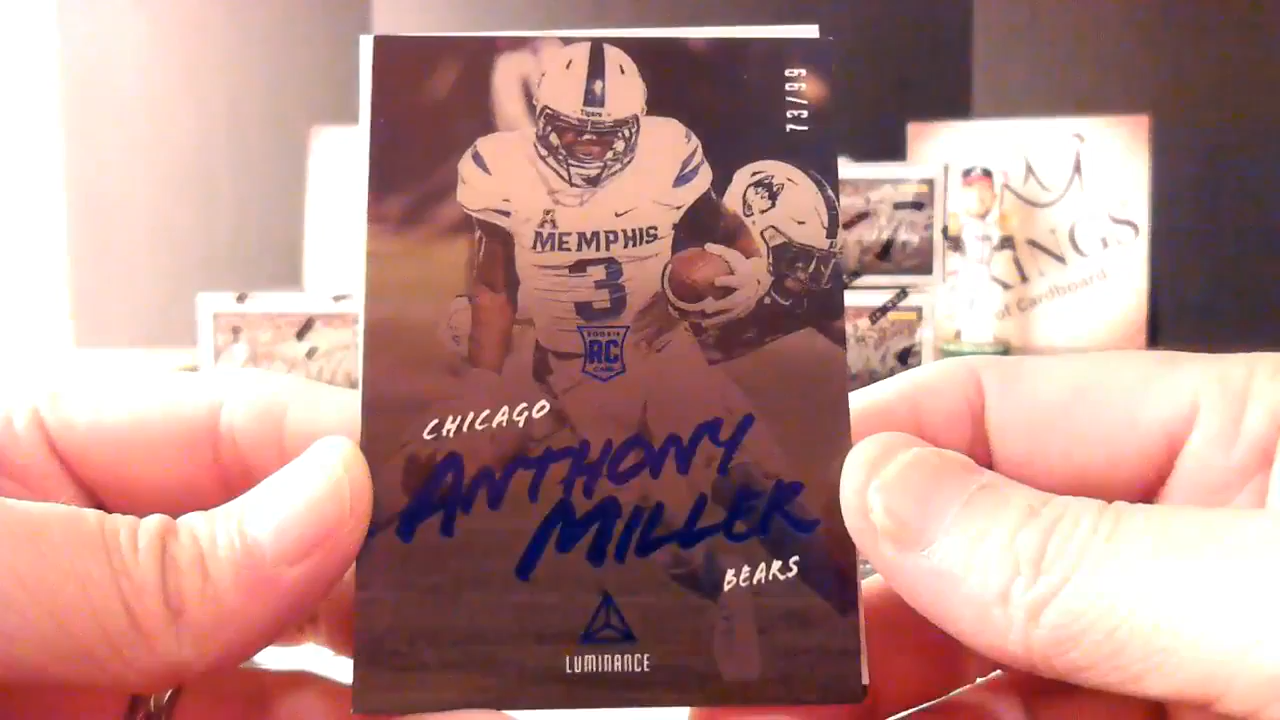 73/99
Tigers
MEMPHIS
3
ROOKIE
RC
CARD
CHICAGO
ANTHONY
MILLER
BEARS
LUMINANCE
KINGS
of Cardboard